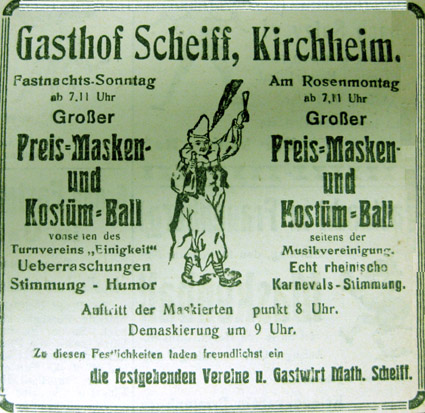 Gasthof Scheiff, Kirchheim.
Fastnachts-Sonntag
ab 7,11 Uhr
Großer
Preis-Masken-
und
Kostüm-Ball
vonseiten des
Turnvereins „Einigkeit"
Ueberraschungen
Stimmung - Humor
Am Rosenmontag
ab 7,11 Uhr
Großer
Preis-Masken-
und
Kostüm-Ball
seitens der
Musikvereinigung.
Echt rheinische
Karnevals-Stimmung.
Auftritt der Maskierten punkt 8 Uhr.
Demaskierung um 9 Uhr.
Zu diesen Festlichkeiten laden freundlichst ein
die festgebenden Vereine u. Gastwirt Math. Scheiff.